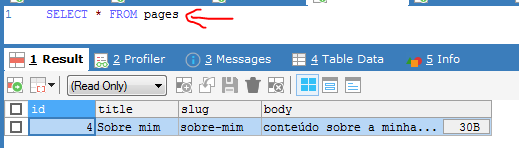 1 SELECT * FROM pages
1 Result 2 Profiler 3 Messages 4 Table Data 5 Info
(Read Only)
id title slug body
4 Sobre mim sobre-mim conteúdo sobre a minha... 30B